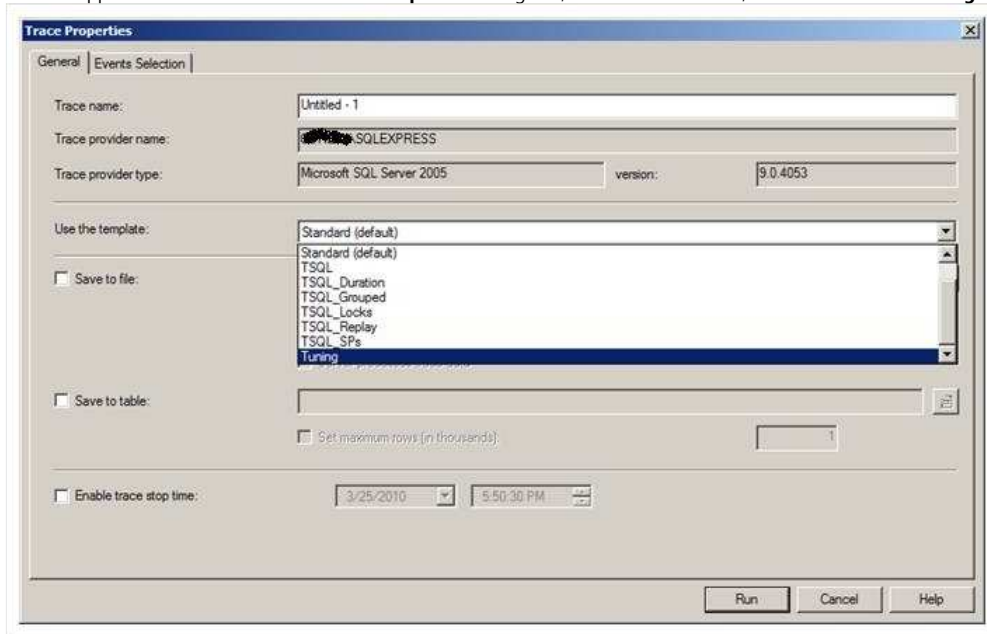 Trace Properties
General Events Selection
Trace name: Untitled - 1
Trace provider name: \SQLEXPRESS
Trace provider type: Microsoft SQL Server 2005 version: 9.0.4053
Use the template: Standard (default)
Standard (default)
TSQL
TSQL_Duration
Save to file:
TSQL_Grouped
TSQL_Locks
TSQL_Replay
TSQL_SPs
Tuning
Save to table:
Set maximum rows (in thousands) 1
Enable trace stop time: 3/25/2010 5:50:30 PM
Run Cancel Help